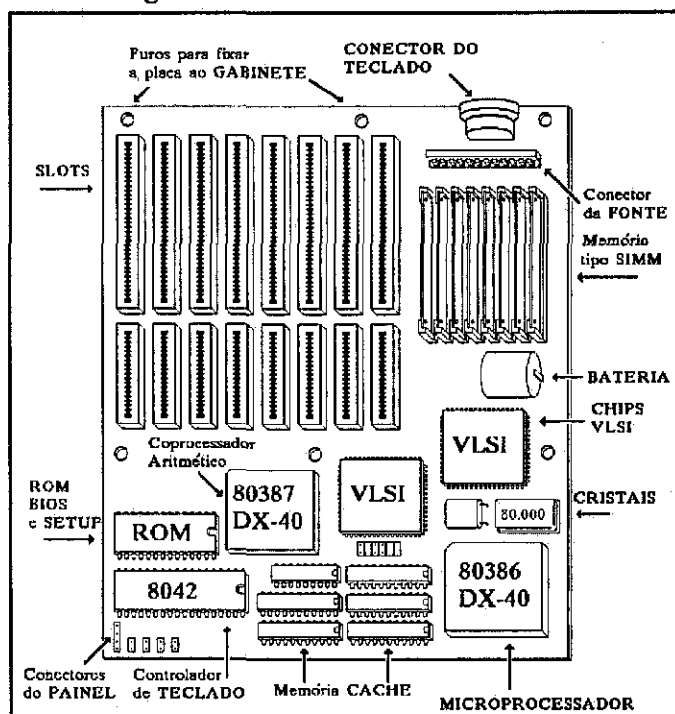 Furos para fixar
a placa ao GABINETE
CONECTOR DO
TECLADO
SLOTS
Conector
da FONTE
Memória
tipo SIMM
BATERIA
CHIPS
VLSI
VLSI
Coprocessador
Aritmético
80387
DX-40
VLSI
ROM
BIOS
e SETUP
ROM
CRISTAIS
80.000
8042
80386
DX-40
Conectores
do PAINEL
Controlador
de TECLADO
Memória CACHE
MICROPROCESSADOR